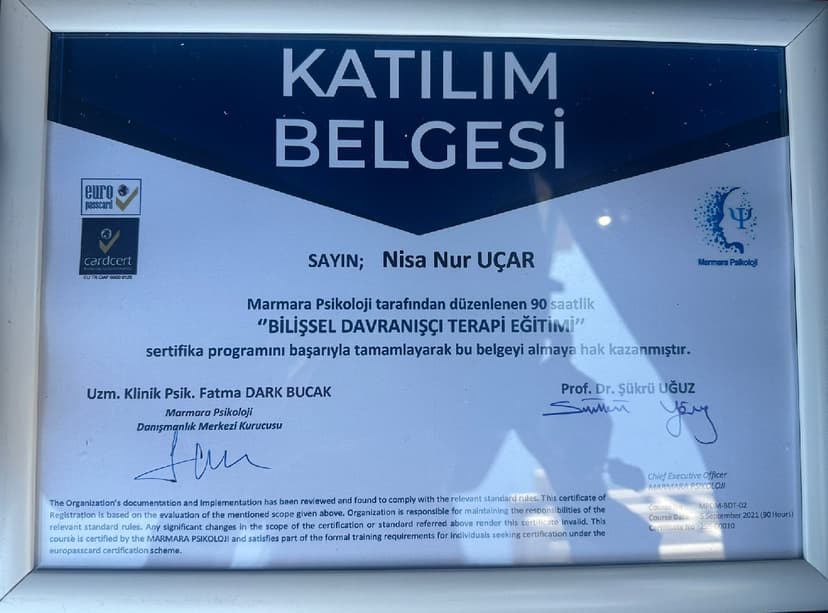 KATILIM
BELGESİ
euro
passcard
cardcert
Marmara Psikoloji
SAYIN; Nisa Nur UÇAR
Marmara Psikoloji tarafından düzenlenen 90 saatlik
‘’BİLİŞSEL DAVRANIŞÇI TERAPİ EĞİTİMİ’’
sertifika programını başarıyla tamamlayarak bu belgeyi almaya hak kazanmıştır.
Uzm. Klinik Psik. Fatma DARK BUCAK
Marmara Psikoloji
Danışmanlık Merkezi Kurucusu
Prof. Dr. Şükrü UĞUZ
Chief Executive Officer
MARMARA PSIKOLOJI
MPCM-BDT-02
Course Date September 2021 (90 Hours)
Certificate No
The Organization's documentation and implementation has been reviewed and found to comply with the relevant standard rules. This certificate of
Registration is based on the evaluation of the mentioned scope given above. Organization is responsible for maintaining the responsibilities of the
relevant standard rules. Any significant changes in the scope of the certification or standard referred above render this certificate invalid. This
course is certified by the MARMARA PSIKOLOJI and satisfies part of the formal training requirements for individuals seeking certification under the
europasscard certification scheme.